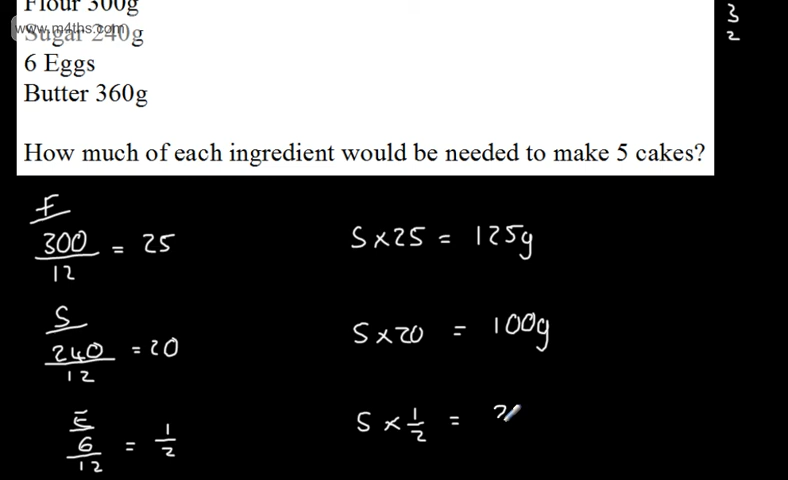 Flour 300g
www.m4ths.com
Sugar 240g
6 Eggs
Butter 360g
How much of each ingredient would be needed to make 5 cakes?
3
2
F
300/12 = 25
5 x 25 = 125g
S
240/12 = 20
5 x 20 = 100g
E
6/12 = 1/2
5 x 1/2 =